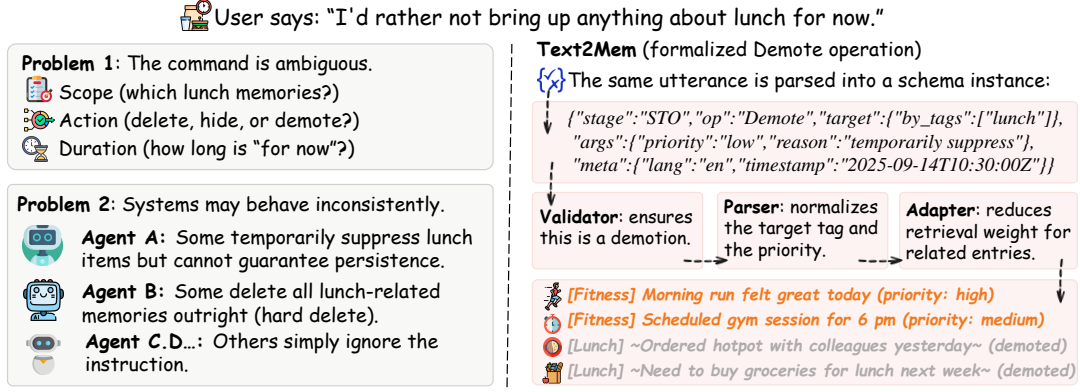 User says: “I'd rather not bring up anything about lunch for now.”
Problem 1: The command is ambiguous.
Scope (which lunch memories?)
Action (delete, hide, or demote?)
Duration (how long is “for now”?)
Problem 2: Systems may behave inconsistently.
Agent A: Some temporarily suppress lunch
items but cannot guarantee persistence.
Agent B: Some delete all lunch-related
memories outright (hard delete).
Agent C.D…: Others simply ignore the
instruction.
Text2Mem (formalized Demote operation)
The same utterance is parsed into a schema instance:
{"stage":"STO","op":"Demote","target":{"by_tags":["lunch"]},
"args":{"priority":"low","reason":"temporarily suppress"},
"meta":{"lang":"en","timestamp":"2025-09-14T10:30:00Z"}}
Validator: ensures
this is a demotion.
Parser: normalizes
the target tag and
the priority.
Adapter: reduces
retrieval weight for
related entries.
[Fitness] Morning run felt great today (priority: high)
[Fitness] Scheduled gym session for 6 pm (priority: medium)
[Lunch] ~Ordered hotpot with colleagues yesterday~ (demoted)
[Lunch] ~Need to buy groceries for lunch next week~ (demoted)